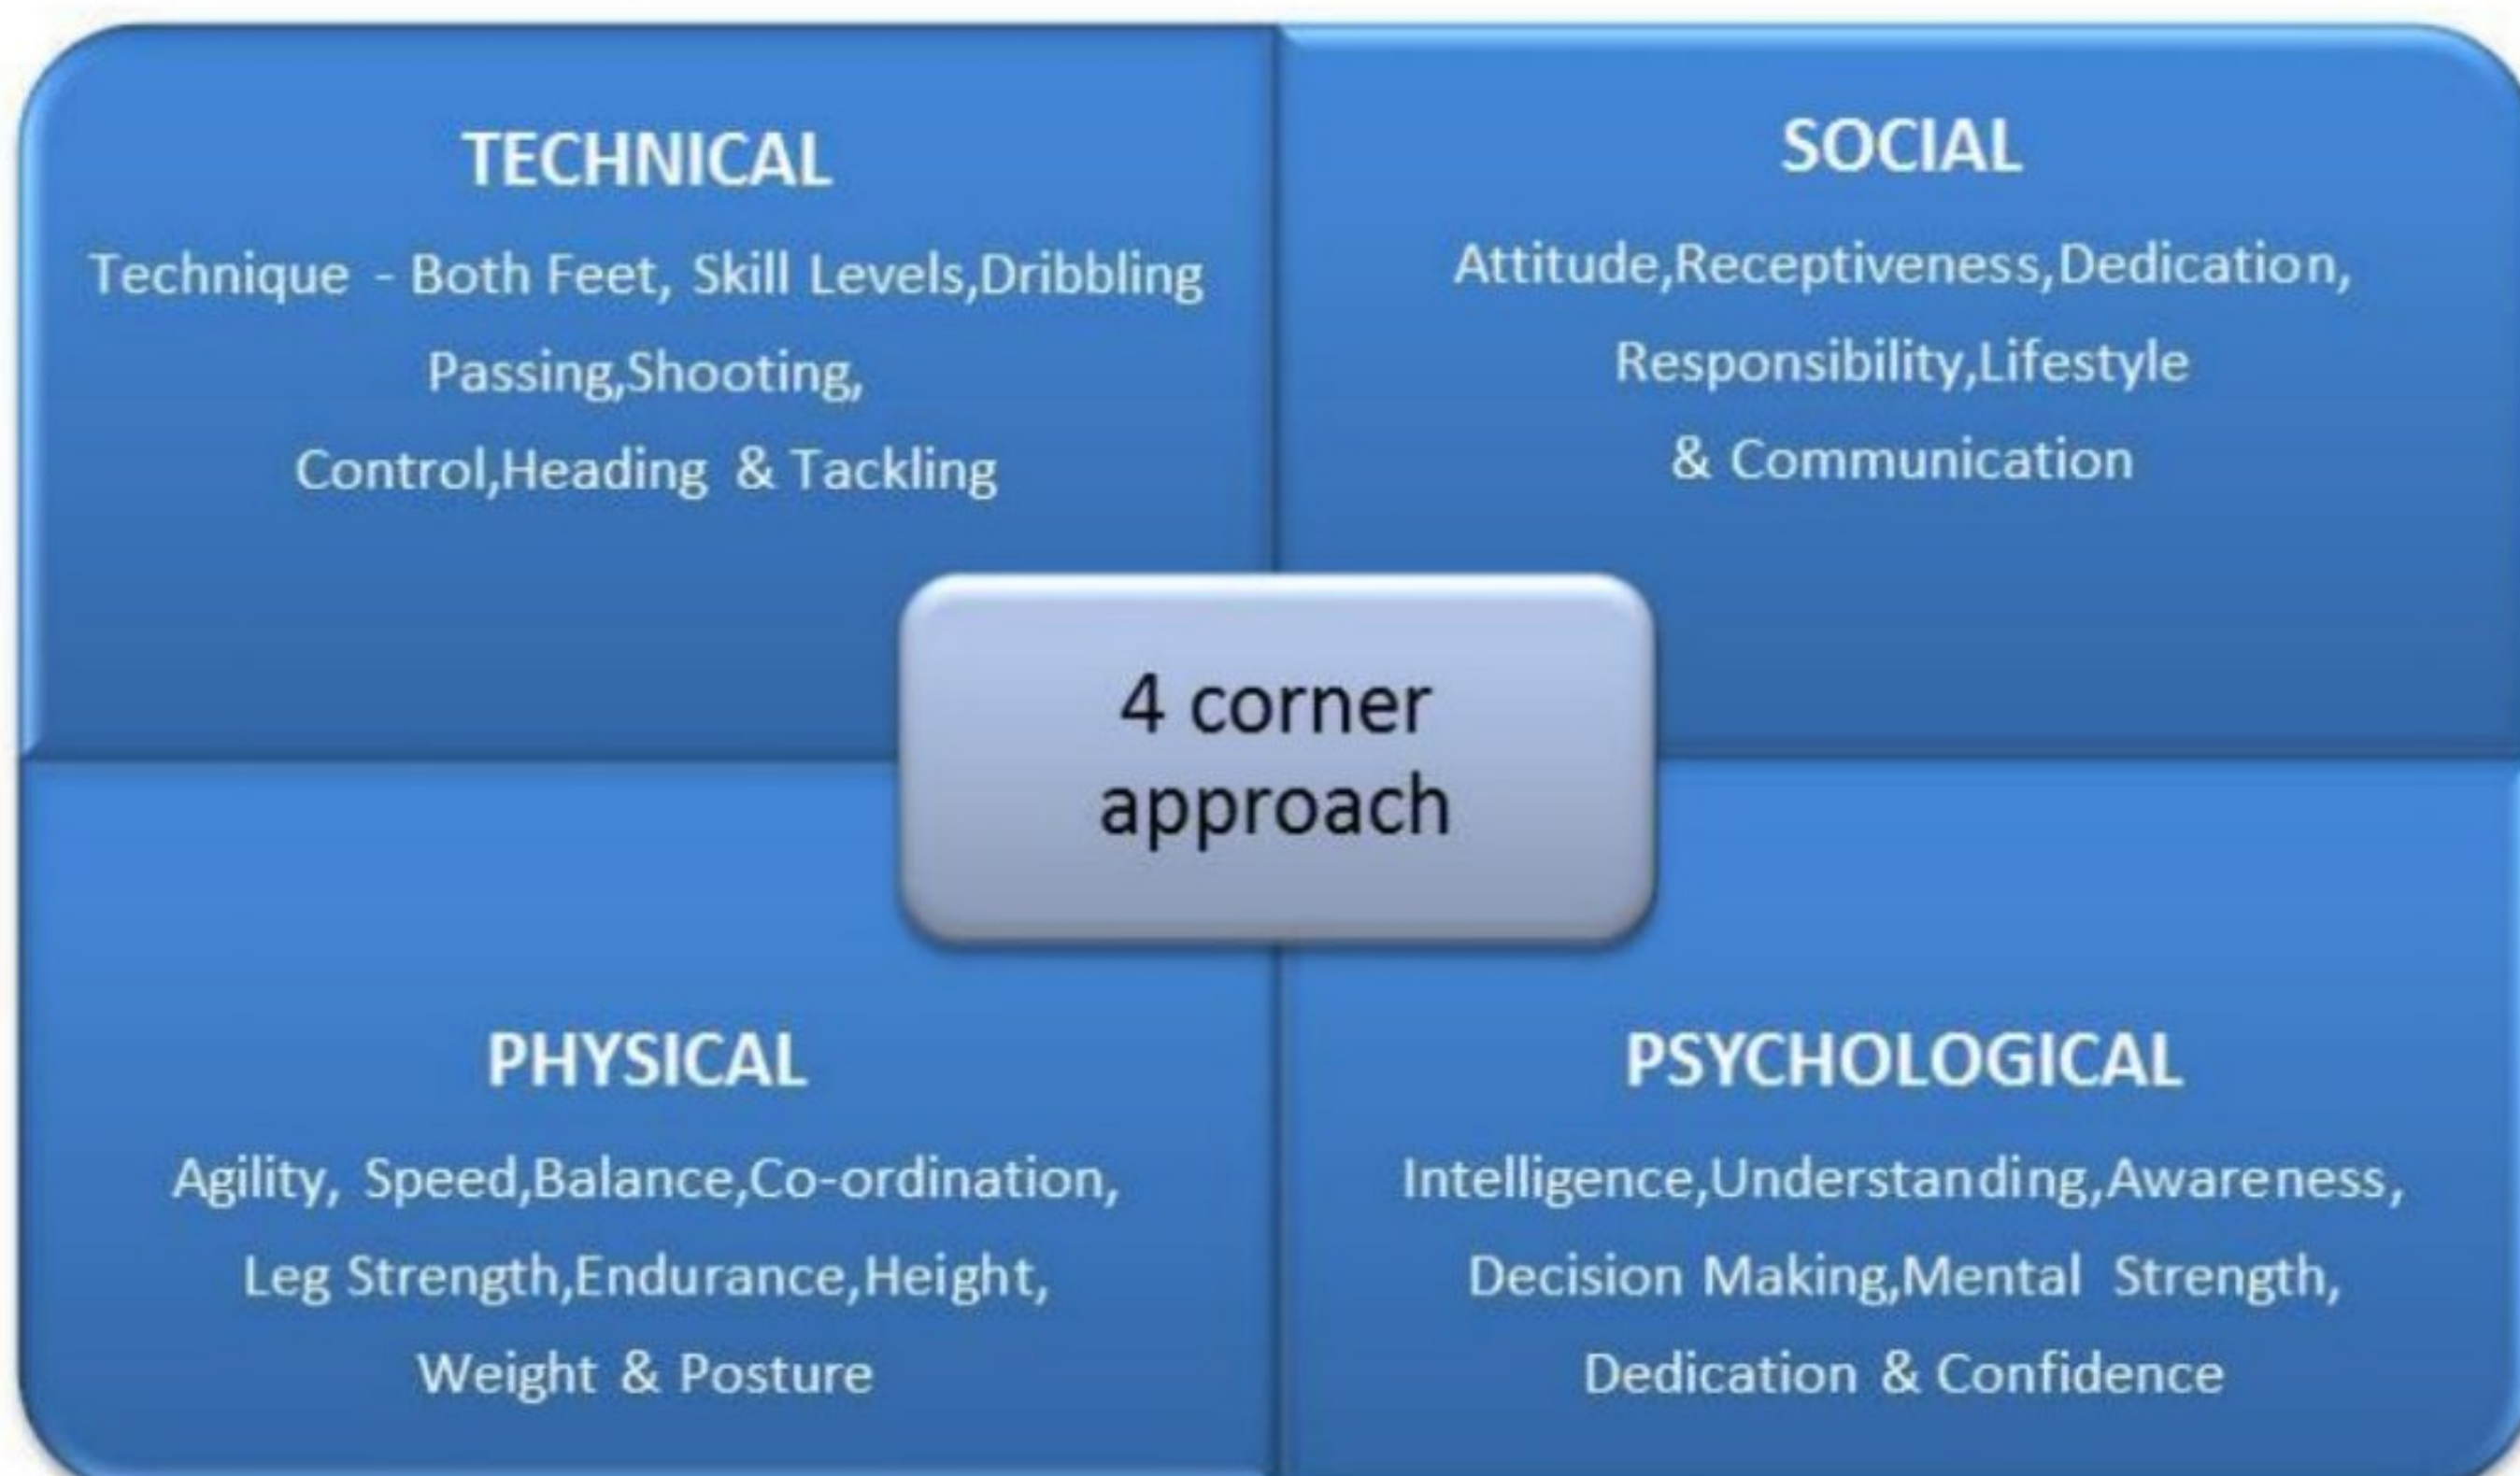 TECHNICAL
Technique - Both Feet, Skill Levels,Dribbling
Passing,Shooting,
Control,Heading & Tackling
SOCIAL
Attitude,Receptiveness,Dedication,
Responsibility,Lifestyle
& Communication
4 corner
approach
PHYSICAL
Agility, Speed,Balance,Co-ordination,
Leg Strength,Endurance,Height,
Weight & Posture
PSYCHOLOGICAL
Intelligence,Understanding,Awareness,
Decision Making,Mental Strength,
Dedication & Confidence